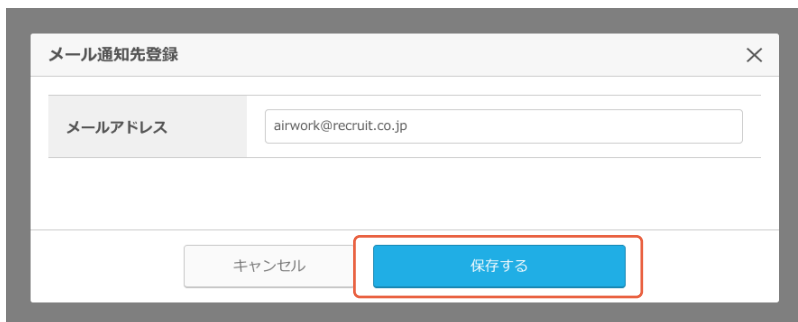 メール通知先登録
メールアドレス
airwork@recruit.co.jp
キャンセル
保存する